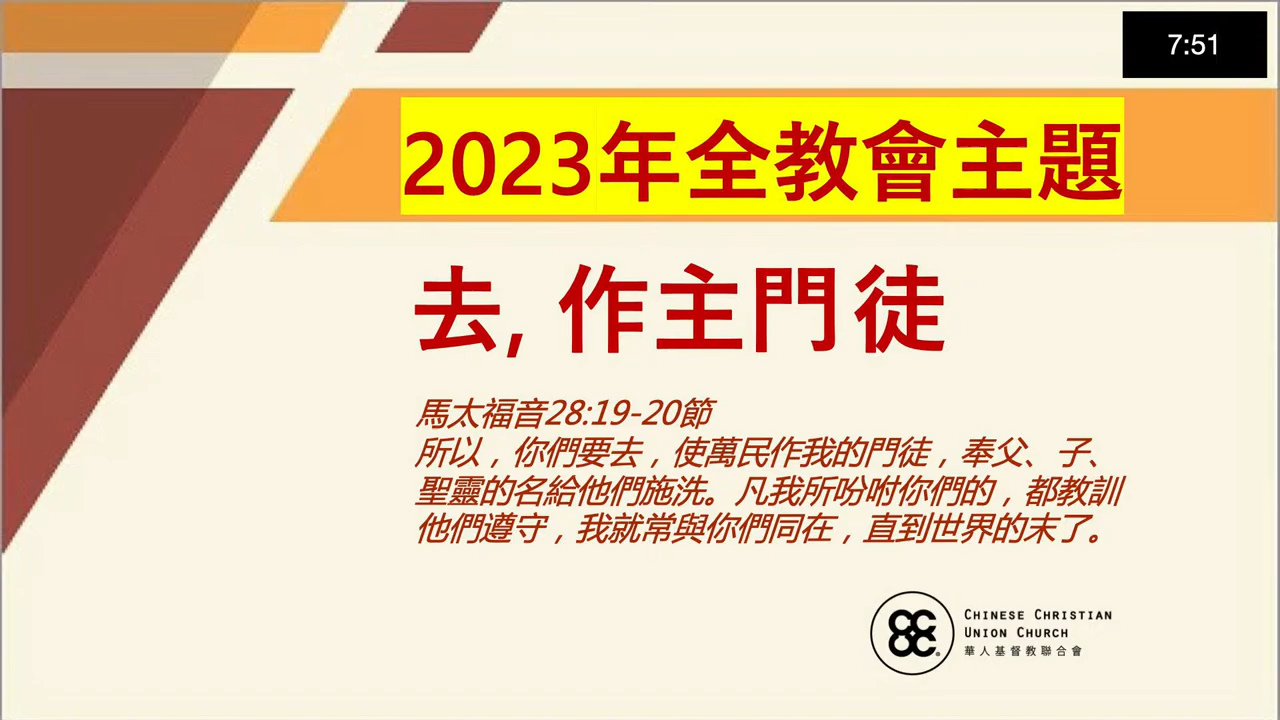 7:51
2023年全教會主題
去, 作主門徒
馬太福音28:19-20節
所以，你們要去，使萬民作我的門徒，奉父、子、
聖靈的名給他們施洗。凡我所吩咐你們的，都教訓
他們遵守，我就常與你們同在，直到世界的末了。
CHINESE CHRISTIAN
UNION CHURCH
華人基督教聯合會